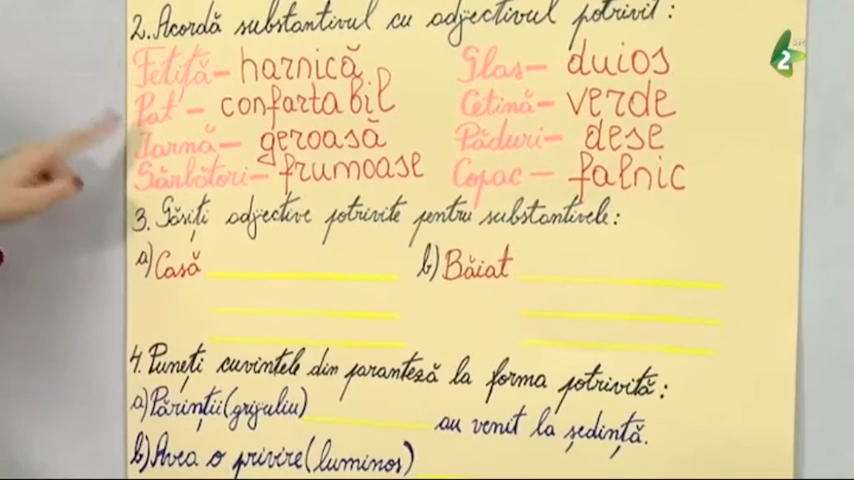 2. Acordă substantivul cu adjectivul potrivit:
Fetiță- harnică
Pat - confartabil
Iarnă- geroasă
Sărbători- frumoase
Glas- duios
Cetină- verde
Păduri- dese
Copac - falnic
3. Găsiți adjective potrivite pentru substantivele:
a) Casă
b) Băiat
4. Puneți cuvintele din paranteză la forma potrivită:
a) Părinții (grijuliu) au venit la ședință.
b) Avea o privire (luminos)
2